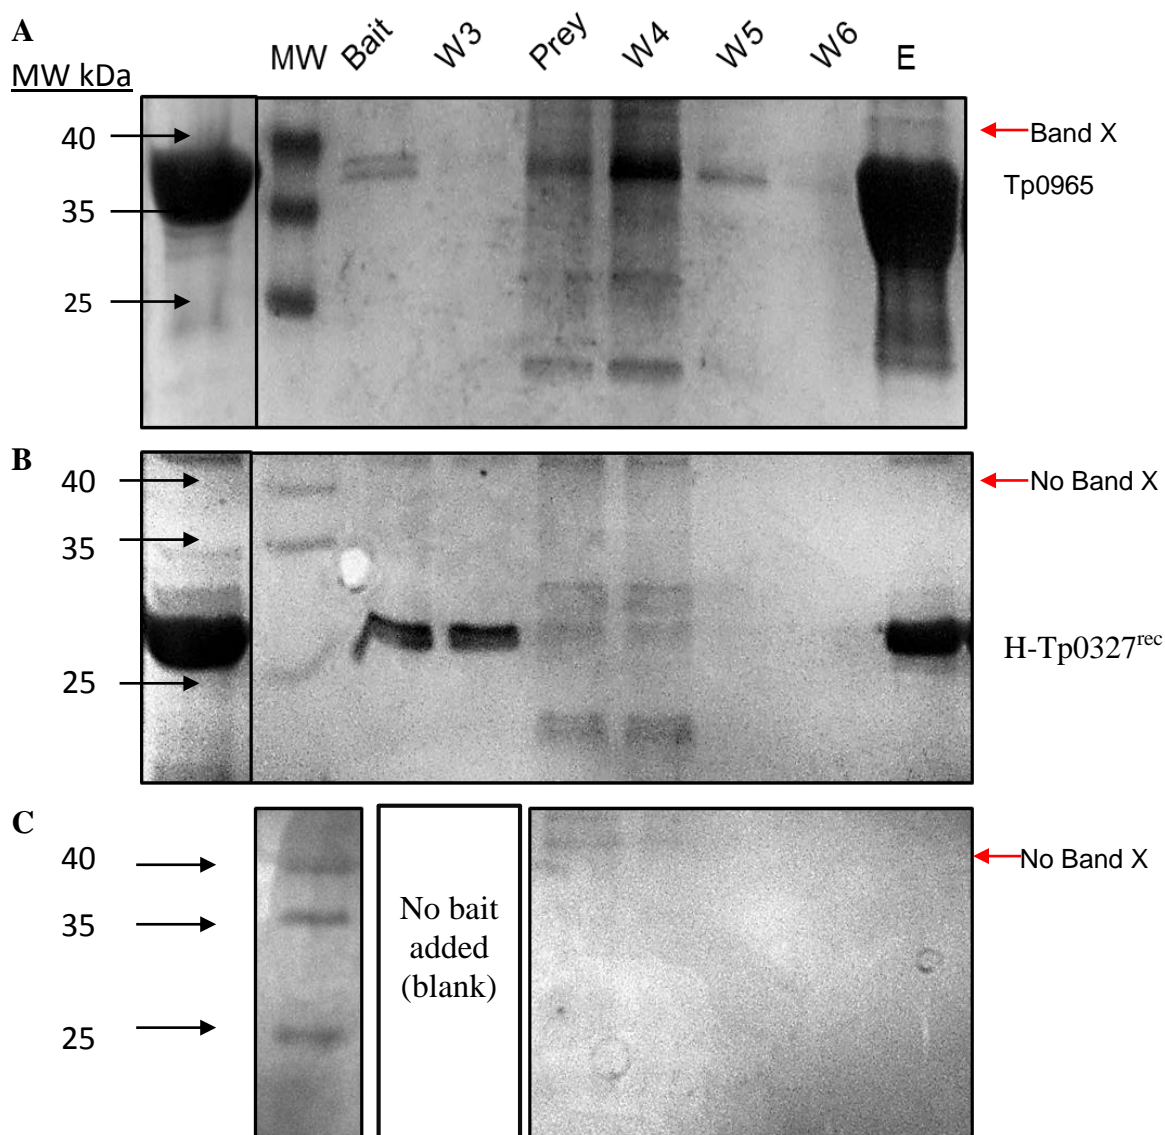 A
MW kDa
MW Bait W3 Prey W4 W5 W6 E
40
35
25
Band X
Tp0965
B
40
35
25
No Band X
H-Tp0327rec
C
40
35
25
No bait
added
(blank)
No Band X